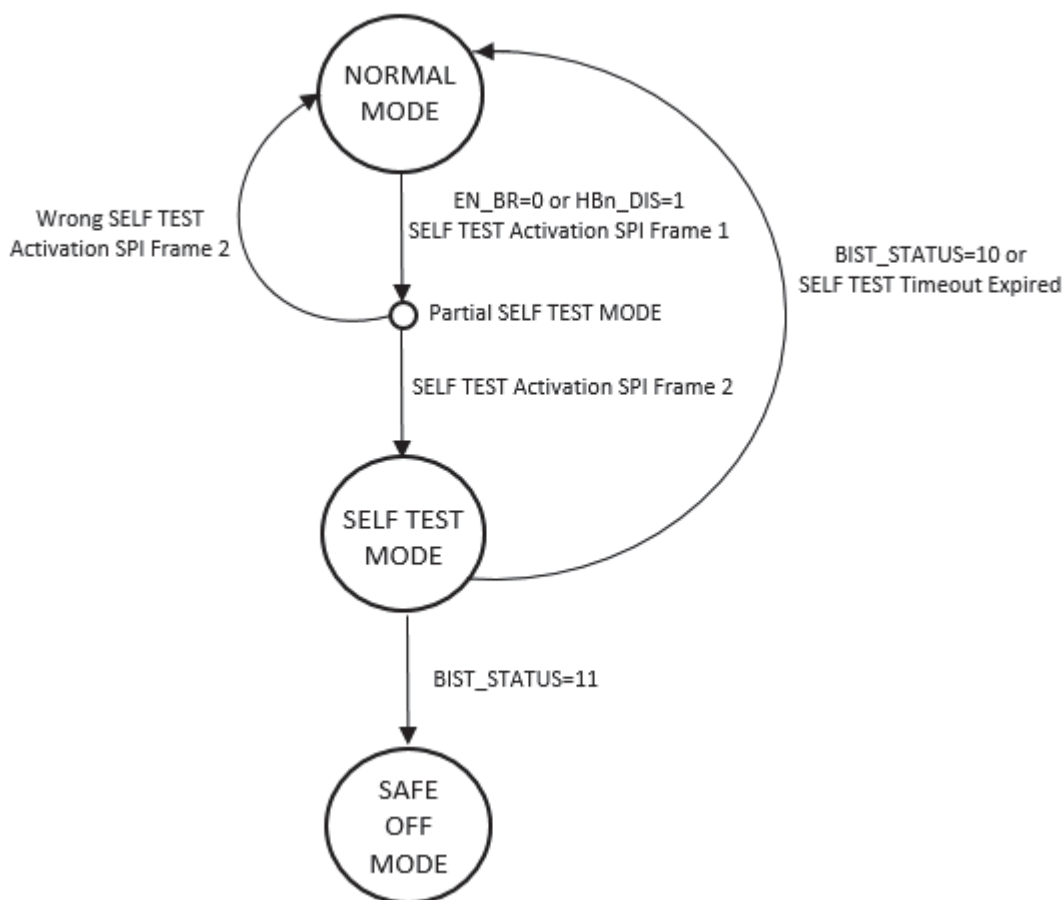 NORMAL
MODE
EN_BR=0 or HBn_DIS=1
SELF TEST Activation SPI Frame 1
Wrong SELF TEST
Activation SPI Frame 2
BIST_STATUS=10 or
SELF TEST Timeout Expired
Partial SELF TEST MODE
SELF TEST Activation SPI Frame 2
SELF TEST
MODE
BIST_STATUS=11
SAFE
OFF
MODE